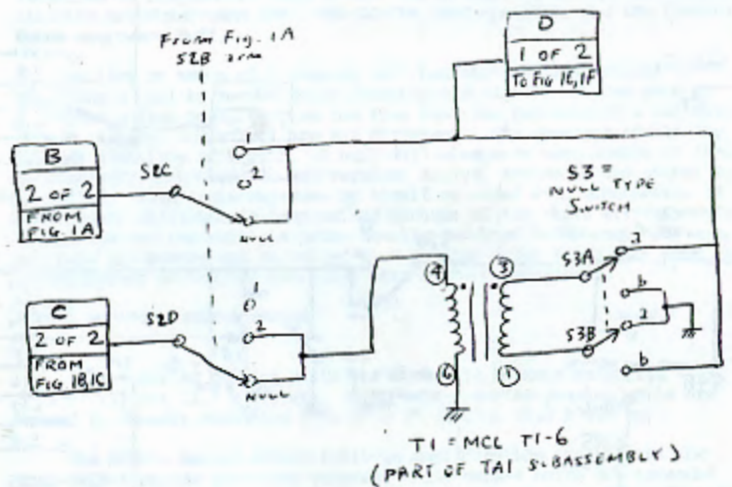 From Fig. 1A
S2B arm
D
1 OF 2
TO FIG 1E, 1F
B
2 OF 2
FROM
FIG. 1A
S2C
1
2
NULL
S3 =
NULL TYPE
SWITCH
S3A
a
b
S3B
a
b
C
2 OF 2
FROM
FIG 1B, 1C
S2D
1
2
NULL
4
3
6
1
T1 = MCL T1-6
(PART OF TA1 SUBASSEMBLY)